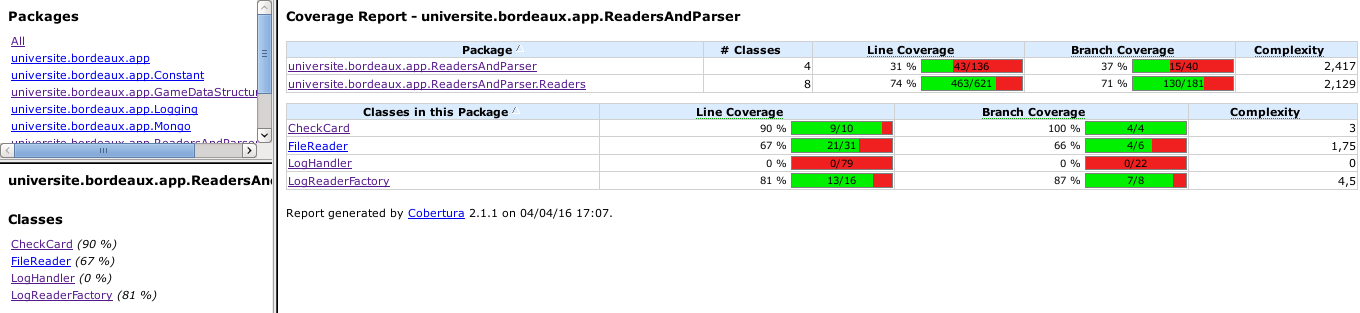 Packages
All
universite.bordeaux.app
universite.bordeaux.app.Constant
universite.bordeaux.app.GameDataStructur
universite.bordeaux.app.Logging
universite.bordeaux.app.Mongo
universite.bordeaux.app.ReadersAndParser
universite.bordeaux.app.ReadersAn
Classes
CheckCard (90 %)
FileReader (67 %)
LogHandler (0 %)
LogReaderFactory (81 %)
Coverage Report - universite.bordeaux.app.ReadersAndParser
Package # Classes Line Coverage Branch Coverage Complexity
universite.bordeaux.app.ReadersAndParser 4 31 % 43/136 37 % 15/40 2,417
universite.bordeaux.app.ReadersAndParser.Readers 8 74 % 463/621 71 % 130/181 2,129
Classes in this Package Line Coverage Branch Coverage Complexity
CheckCard 90 % 9/10 100 % 4/4 3
FileReader 67 % 21/31 66 % 4/6 1,75
LogHandler 0 % 0/79 0 % 0/22 0
LogReaderFactory 81 % 13/16 87 % 7/8 4,5
Report generated by Cobertura 2.1.1 on 04/04/16 17:07.